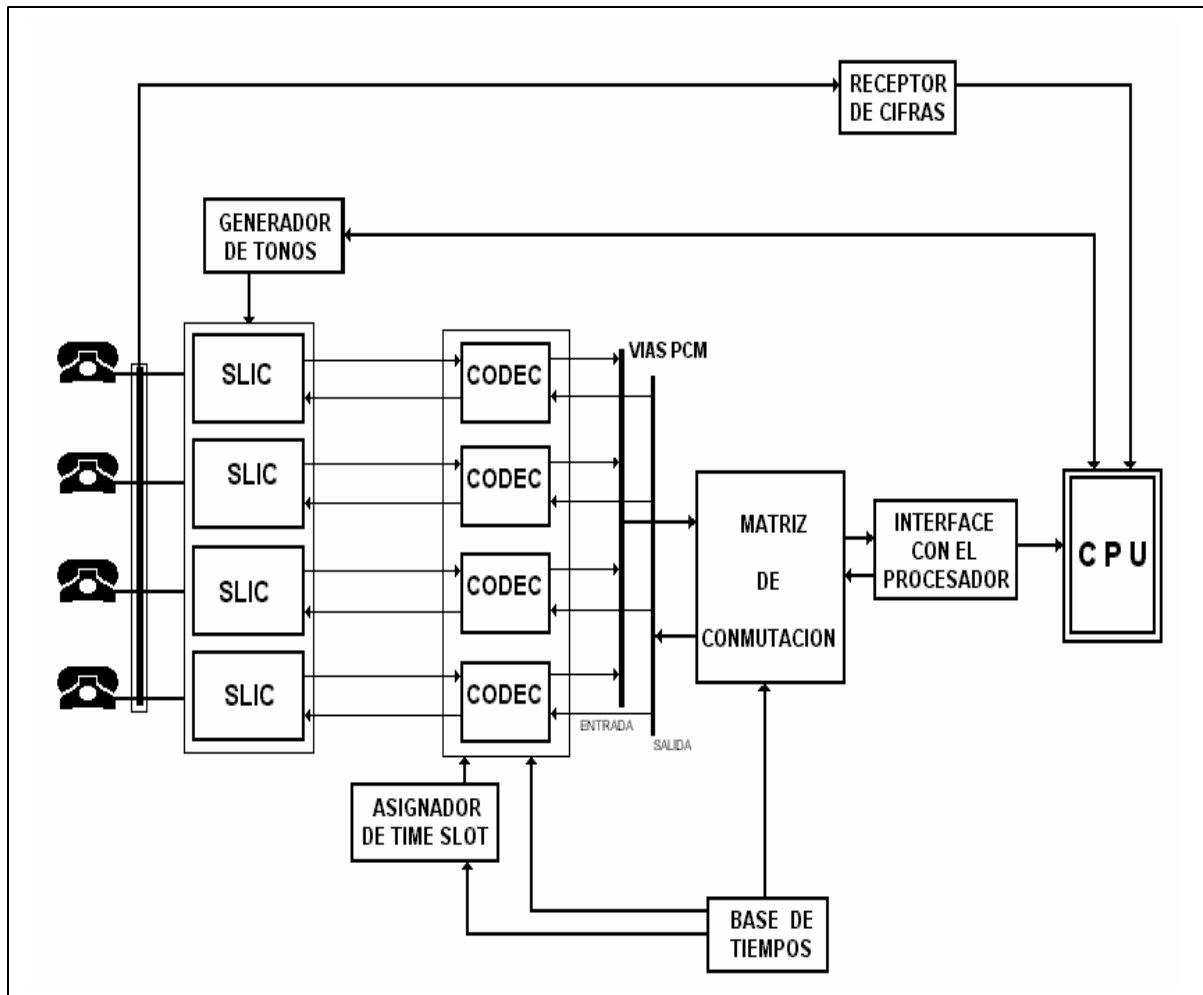 RECEPTOR
DE CIFRAS
GENERADOR
DE TONOS
SLIC
CODEC
VIAS PCM
SLIC
CODEC
SLIC
CODEC
SLIC
CODEC
MATRIZ
DE
CONMUTACION
INTERFACE
CON EL
PROCESADOR
CPU
ENTRADA
SALIDA
ASIGNADOR
DE TIME SLOT
BASE DE
TIEMPOS